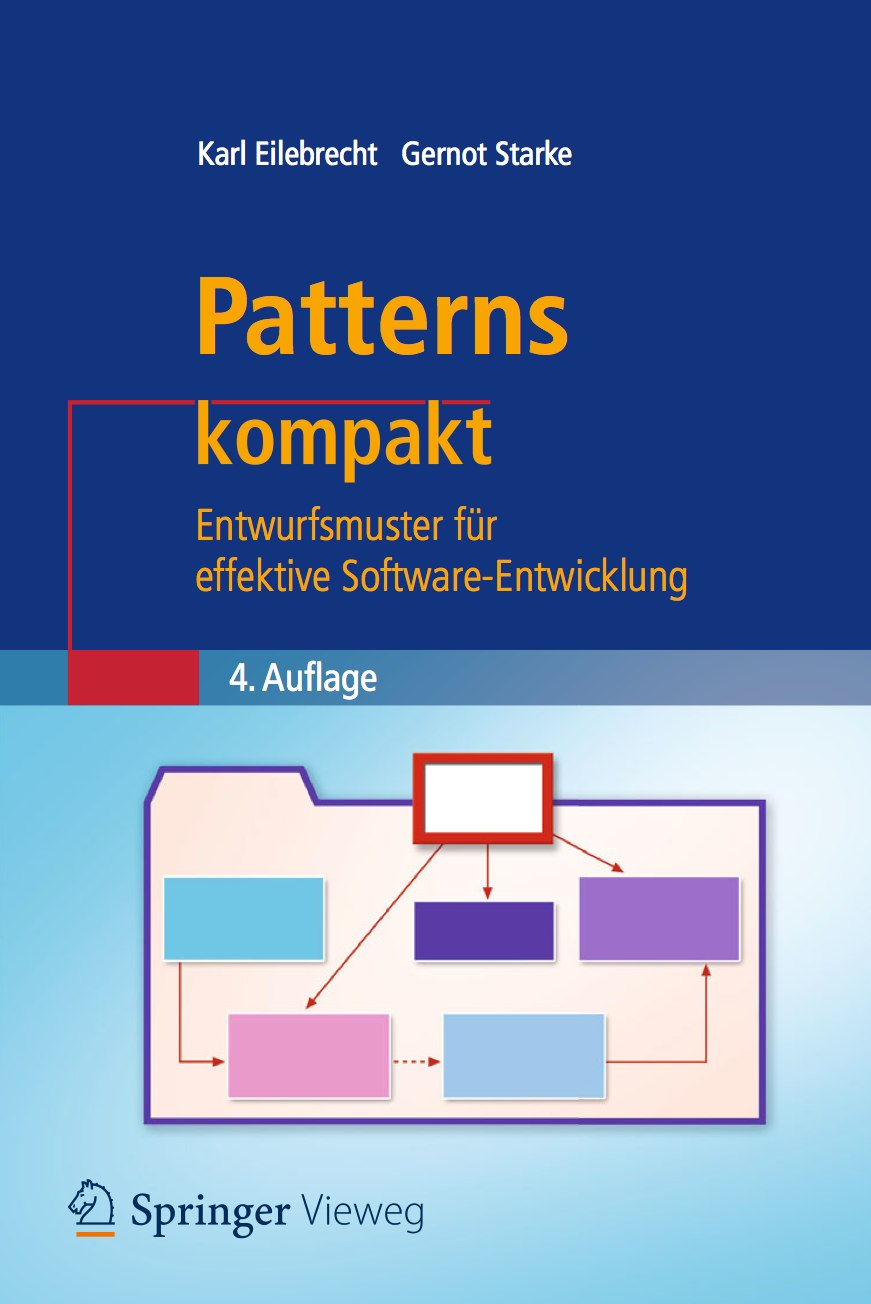 Karl Eilebrecht Gernot Starke
Patterns
kompakt
Entwurfsmuster für
effektive Software-Entwicklung
4. Auflage
Springer Vieweg